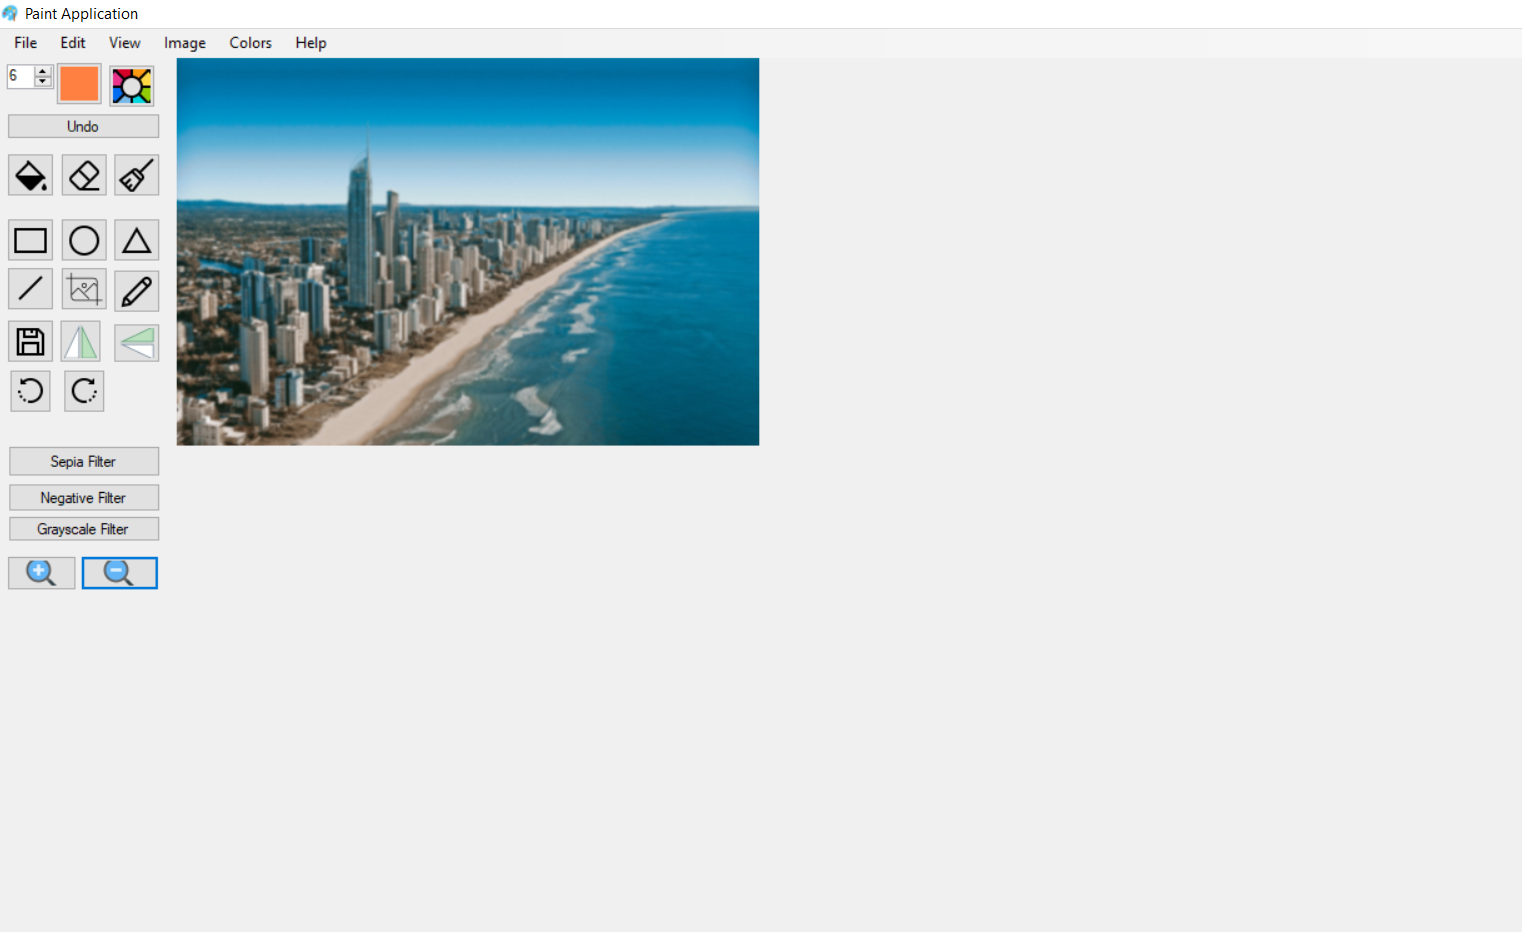 Paint Application
File Edit View Image Colors Help
6
Undo
Sepia Filter
Negative Filter
Grayscale Filter